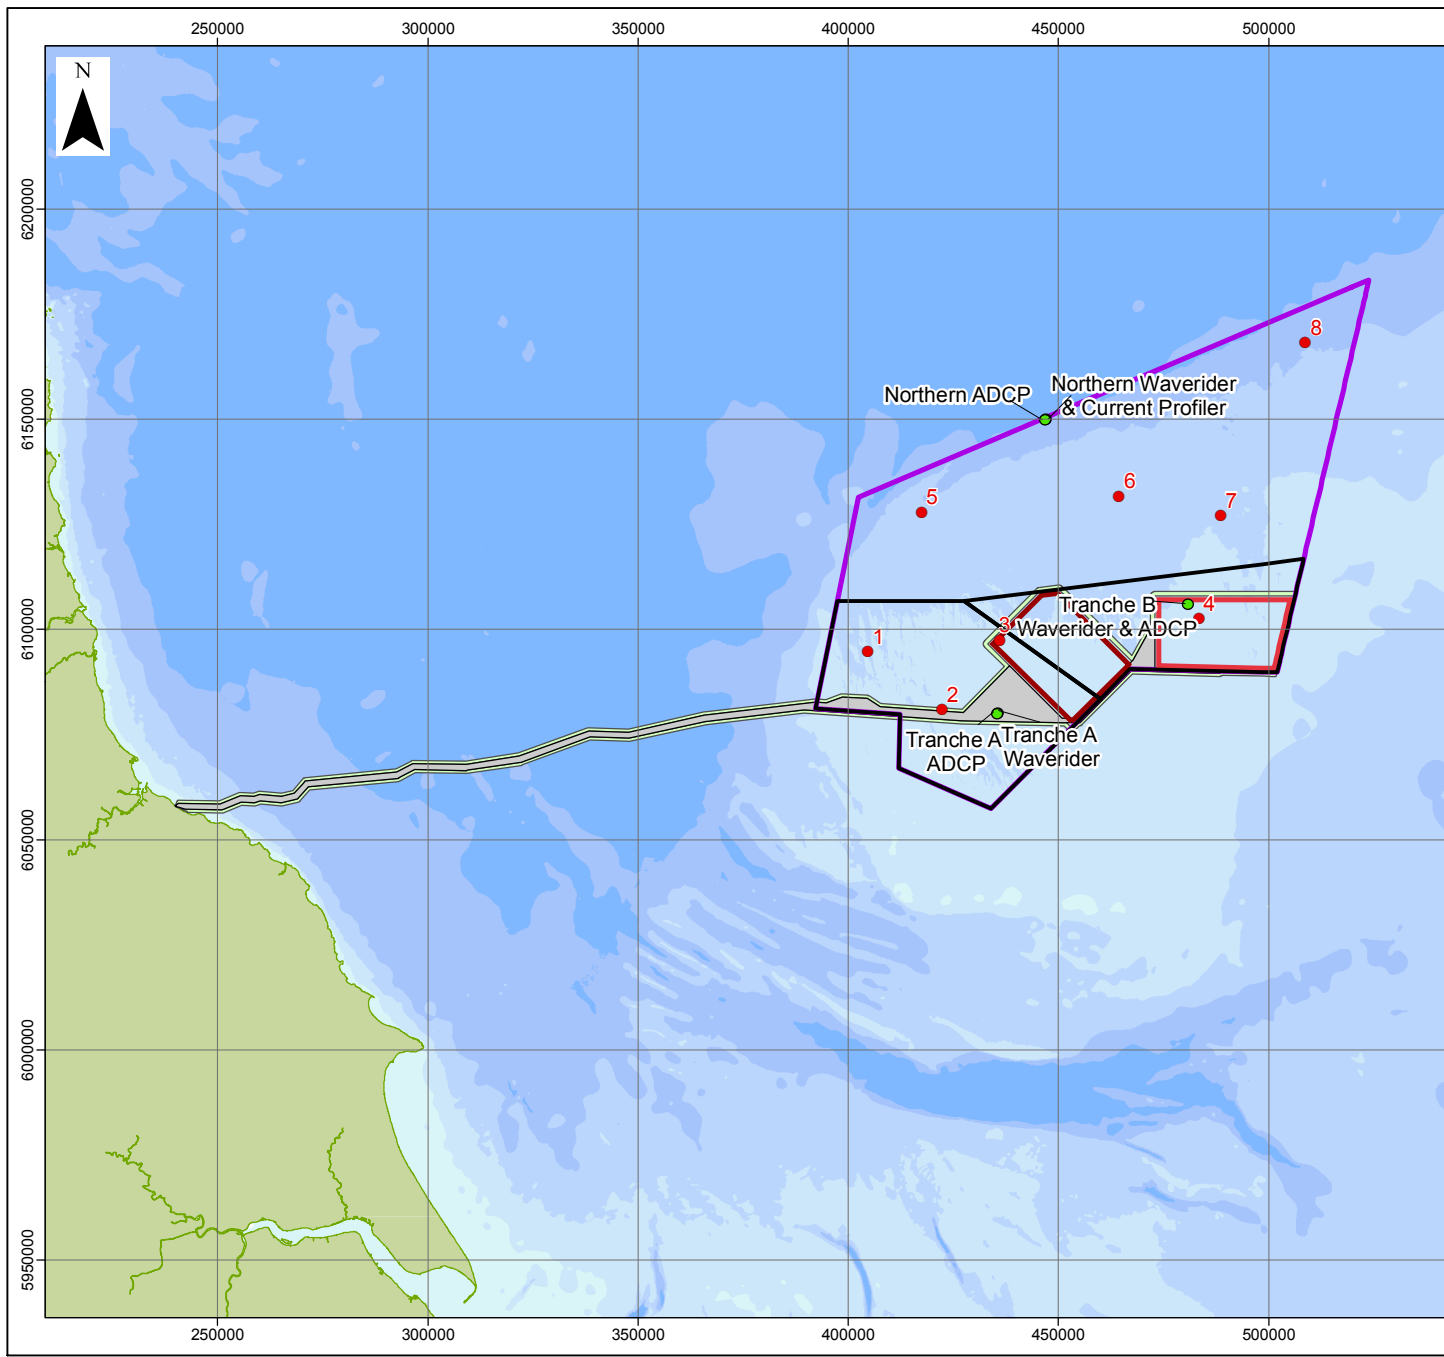 250000 300000 350000 400000 450000 500000
N
6200000
8
Northern ADCP
Northern Waverider
& Current Profiler
6150000
5
6
7
Tranche B
Waverider & ADCP
4
3
6100000
1
2
Tranche A
ADCP
Tranche A
Waverider
6050000
6000000
5950000
250000 300000 350000 400000 450000 500000